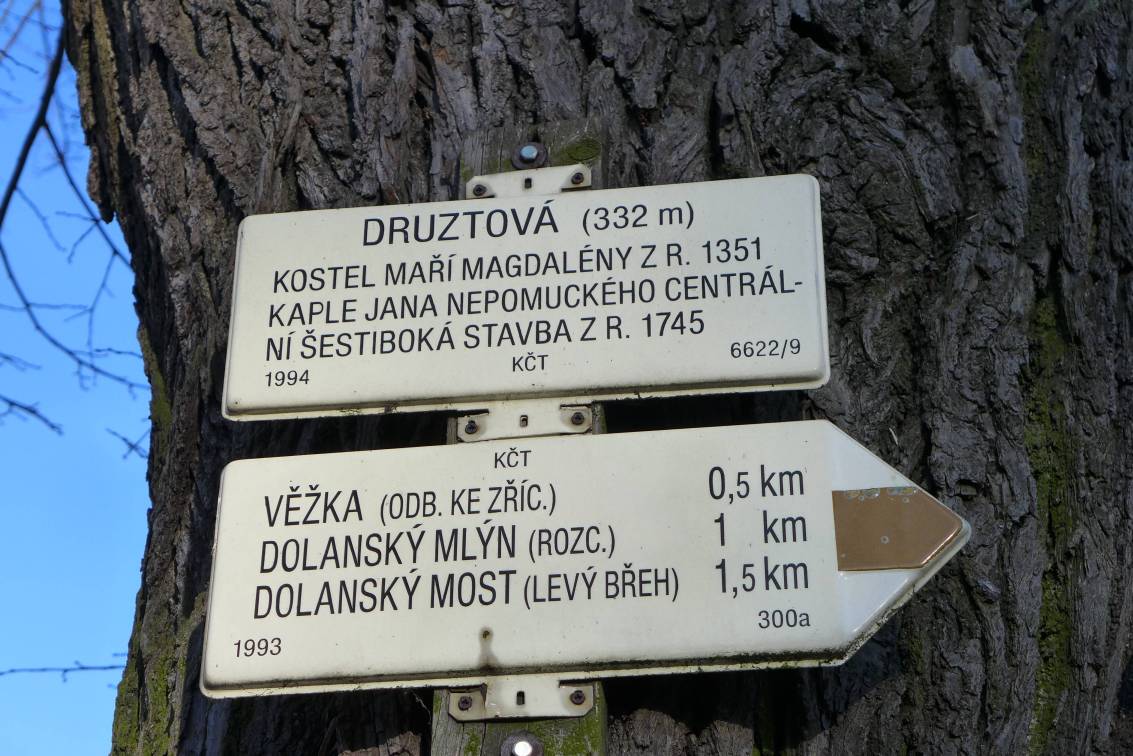 DRUZTOVÁ (332 m)
KOSTEL MAŘÍ MAGDALÉNY Z R. 1351
KAPLE JANA NEPOMUCKÉHO CENTRÁL-
NÍ ŠESTIBOKÁ STAVBA Z R. 1745
1994 KČT 6622/9
KČT
VĚŽKA (ODB. KE ZŘÍC.) 0,5 km
DOLANSKÝ MLÝN (ROZC.) 1 km
DOLANSKÝ MOST (LEVÝ BŘEH) 1,5 km
1993 300a